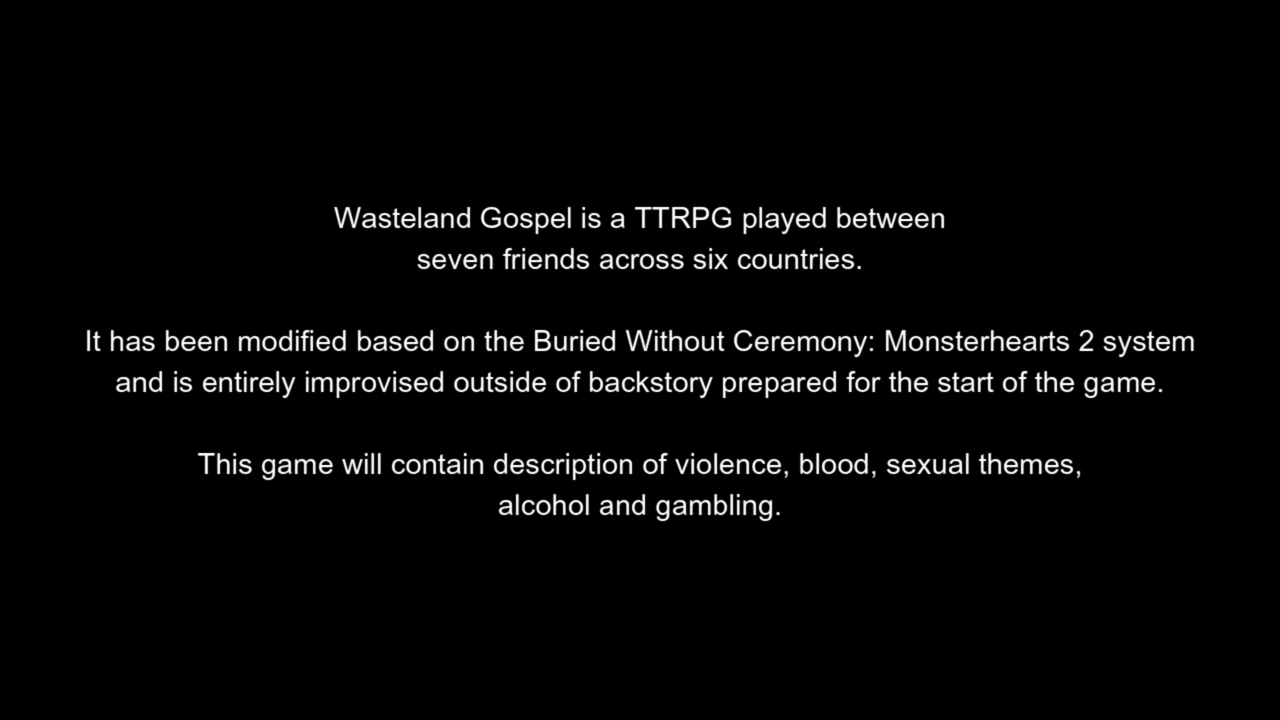 Wasteland Gospel is a TTRPG played between
seven friends across six countries.
It has been modified based on the Buried Without Ceremony: Monsterhearts 2 system
and is entirely improvised outside of backstory prepared for the start of the game.
This game will contain description of violence, blood, sexual themes,
alcohol and gambling.